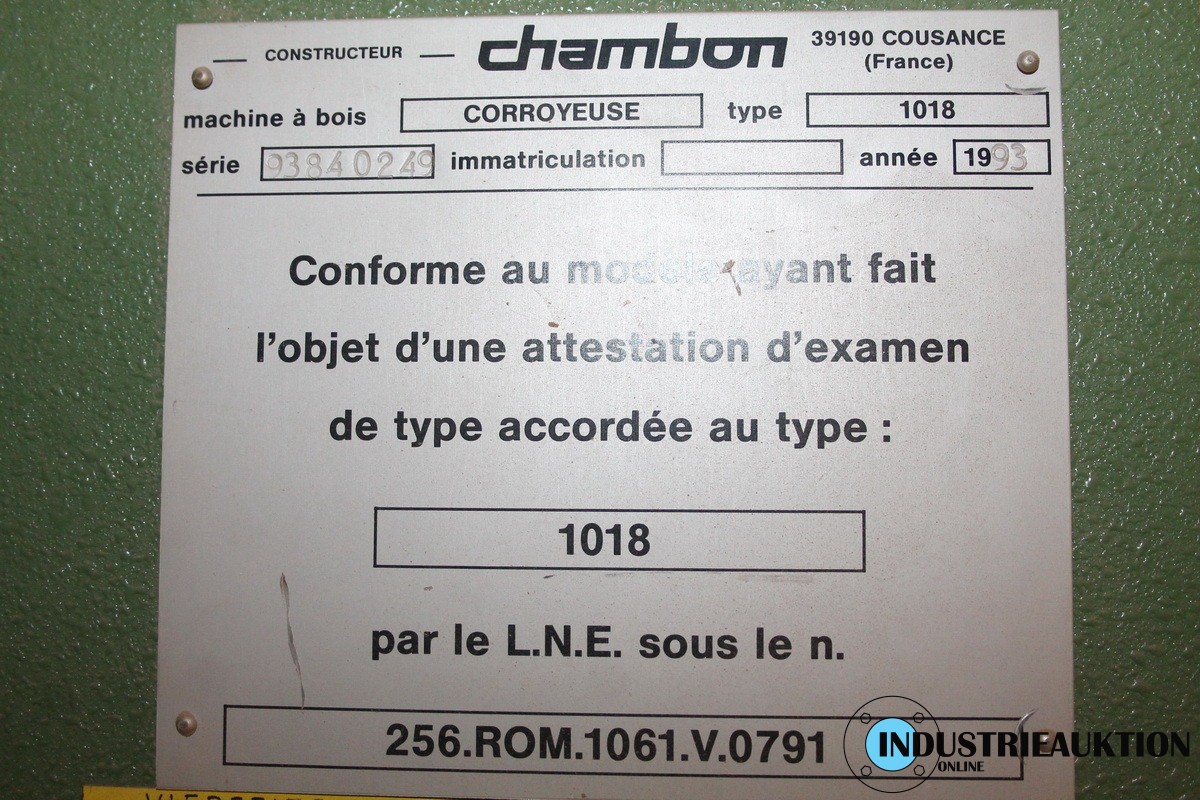 CONSTRUCTEUR chambon 39190 COUSANCE
(France)
machine à bois CORROYEUSE type 1018
série 93840249 immatriculation année 1993
Conforme au modèle ayant fait
l'objet d'une attestation d'examen
de type accordée au type :
1018
par le L.N.E. sous le n.
256.ROM.1061.V.0791
INDUSTRIEAUKTION
ONLINE